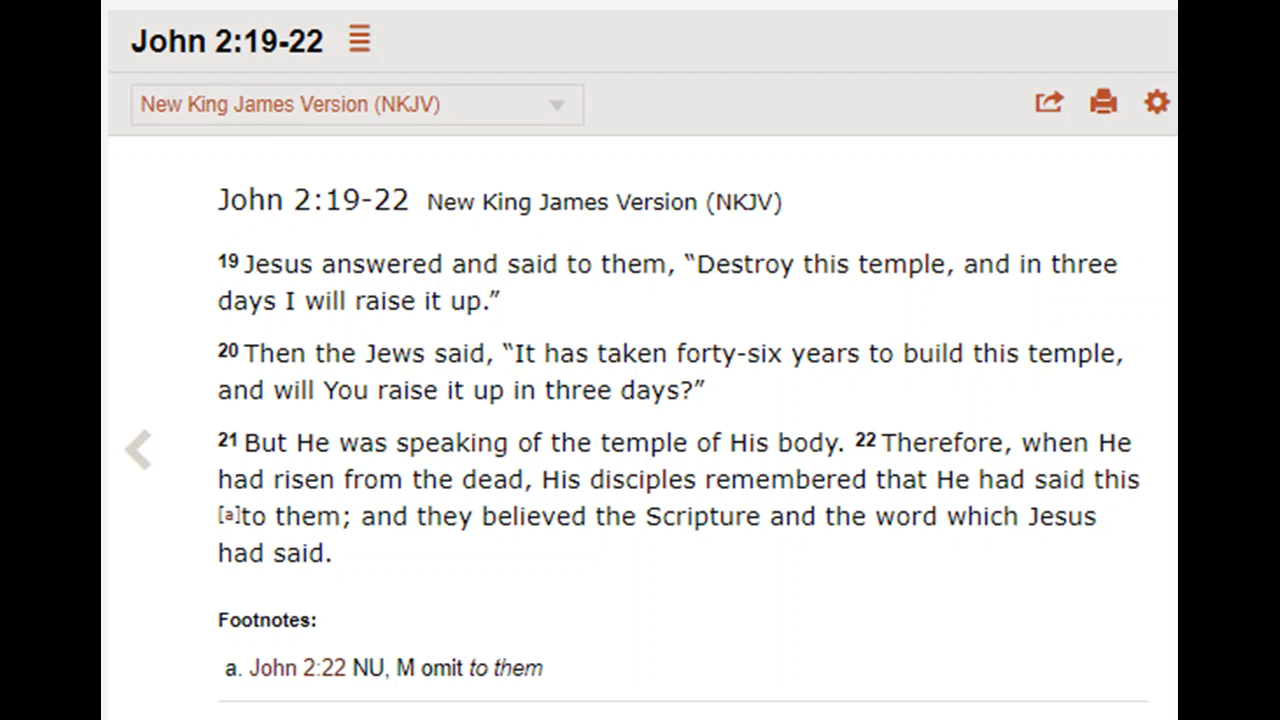 John 2:19-22
New King James Version (NKJV)
John 2:19-22 New King James Version (NKJV)
19 Jesus answered and said to them, “Destroy this temple, and in three
days I will raise it up.”
20 Then the Jews said, “It has taken forty-six years to build this temple,
and will You raise it up in three days?”
21 But He was speaking of the temple of His body. 22 Therefore, when He
had risen from the dead, His disciples remembered that He had said this
[a]to them; and they believed the Scripture and the word which Jesus
had said.
Footnotes:
a. John 2:22 NU, M omit to them